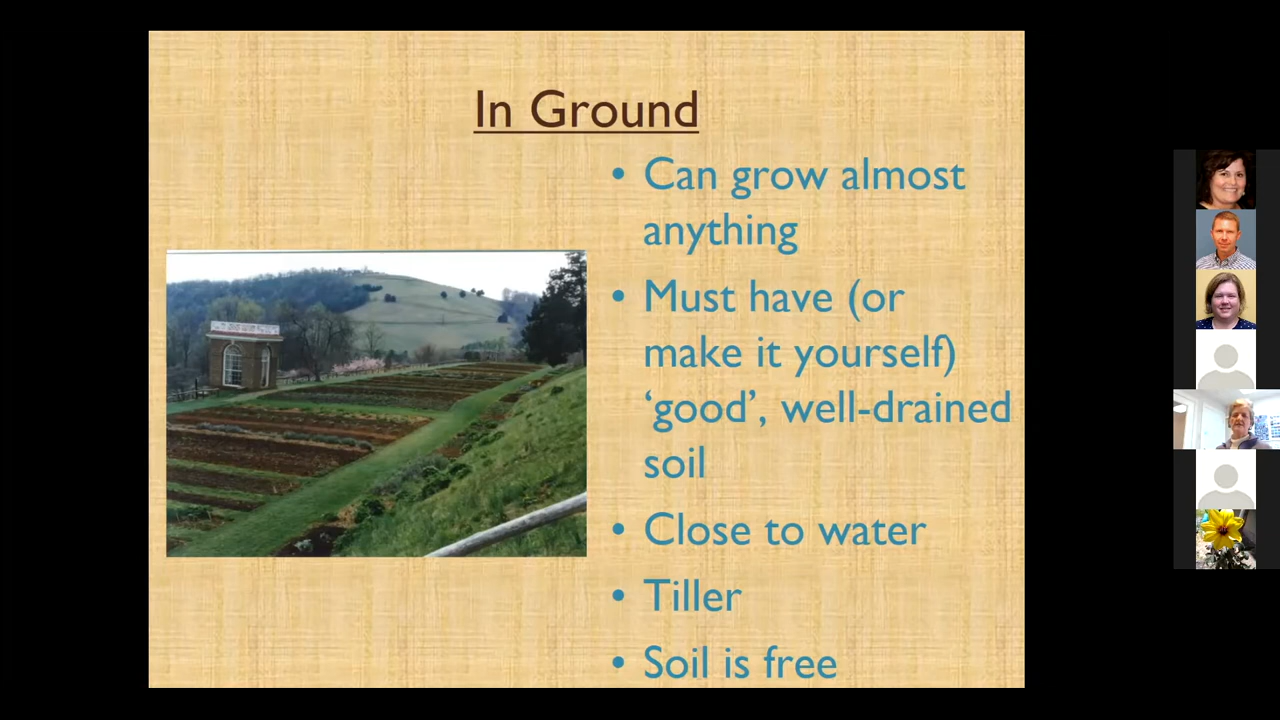 In Ground
• Can grow almost
anything
• Must have (or
make it yourself)
‘good’, well-drained
soil
• Close to water
• Tiller
• Soil is free